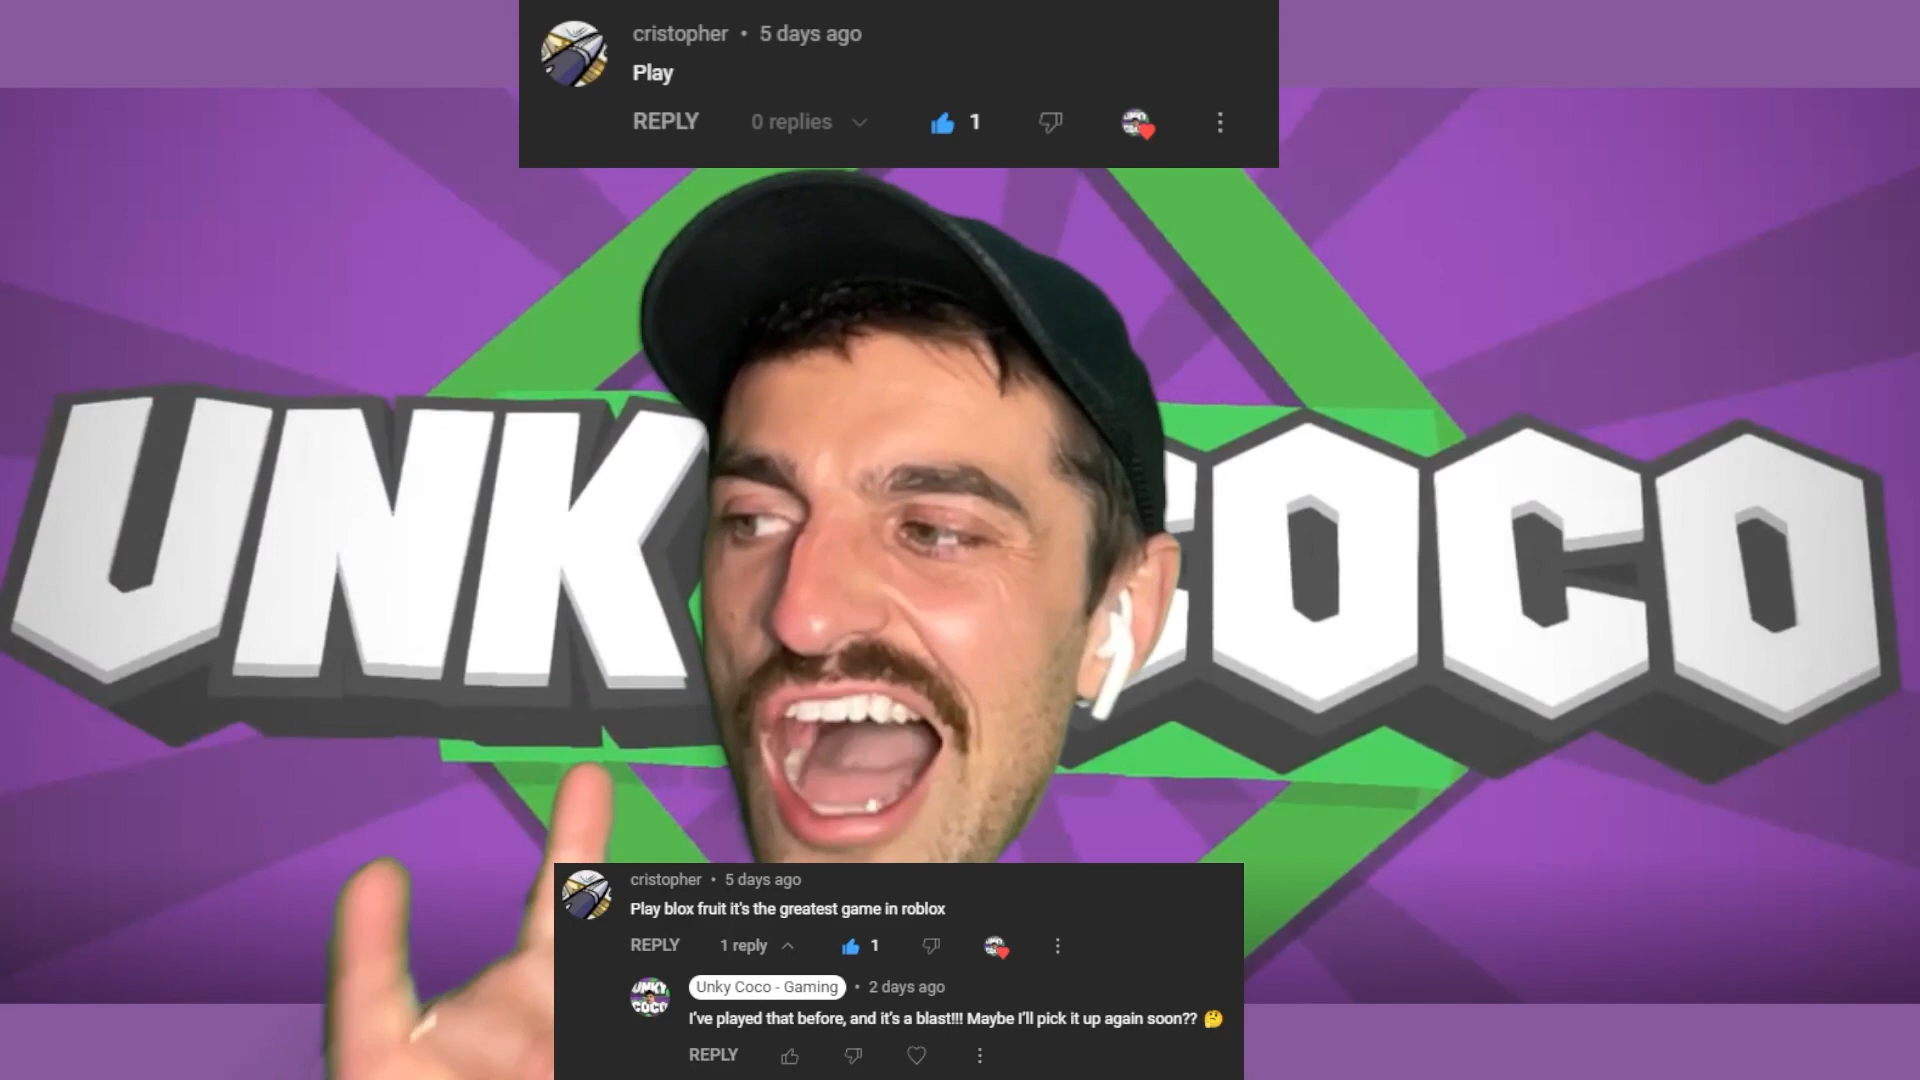 cristopher • 5 days ago
Play
REPLY 0 replies 1
UNK COCO
cristopher • 5 days ago
Play blox fruit it's the greatest game in roblox
REPLY 1 reply 1
UNKY
COCO
Unky Coco - Gaming • 2 days ago
I've played that before, and it's a blast!!! Maybe I'll pick it up again soon?? 🤔
REPLY